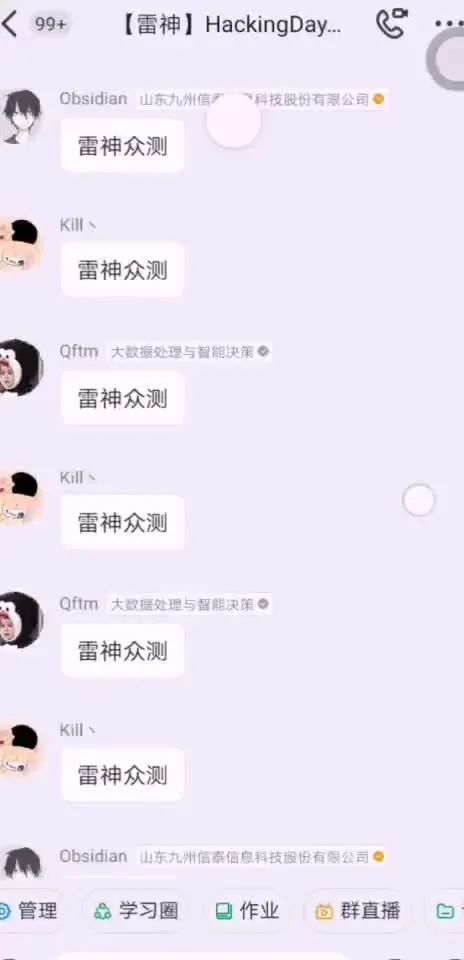 99+
【雷神】HackingDay...
Obsidian 山东九州信泰信息科技股份有限公司
雷神众测
Kill丶
雷神众测
Qftm 大数据处理与智能决策
雷神众测
Kill丶
雷神众测
Qftm 大数据处理与智能决策
雷神众测
Kill丶
雷神众测
Obsidian 山东九州信泰信息科技股份有限公司
管理 学习圈 作业 群直播